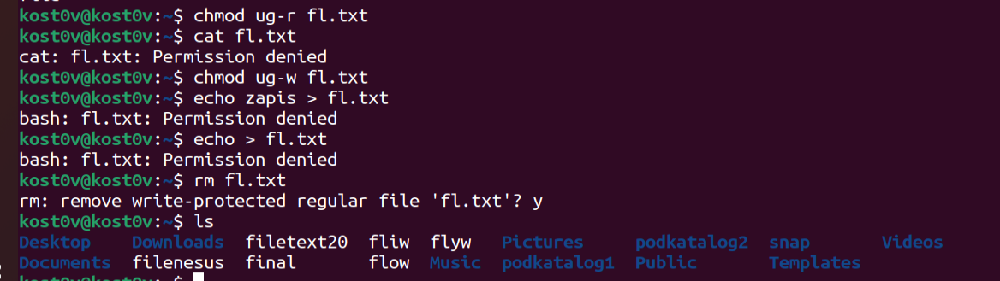 kost0v@kost0v:~$ chmod ug-r fl.txt
kost0v@kost0v:~$ cat fl.txt
cat: fl.txt: Permission denied
kost0v@kost0v:~$ chmod ug-w fl.txt
kost0v@kost0v:~$ echo zapis > fl.txt
bash: fl.txt: Permission denied
kost0v@kost0v:~$ echo > fl.txt
bash: fl.txt: Permission denied
kost0v@kost0v:~$ rm fl.txt
rm: remove write-protected regular file 'fl.txt'? y
kost0v@kost0v:~$ ls
Desktop Downloads filetext20 fliw flyw Pictures podkatalog2 snap Videos
Documents filenesus final flow Music podkatalog1 Public Templates
kost0v@kost0v:~$